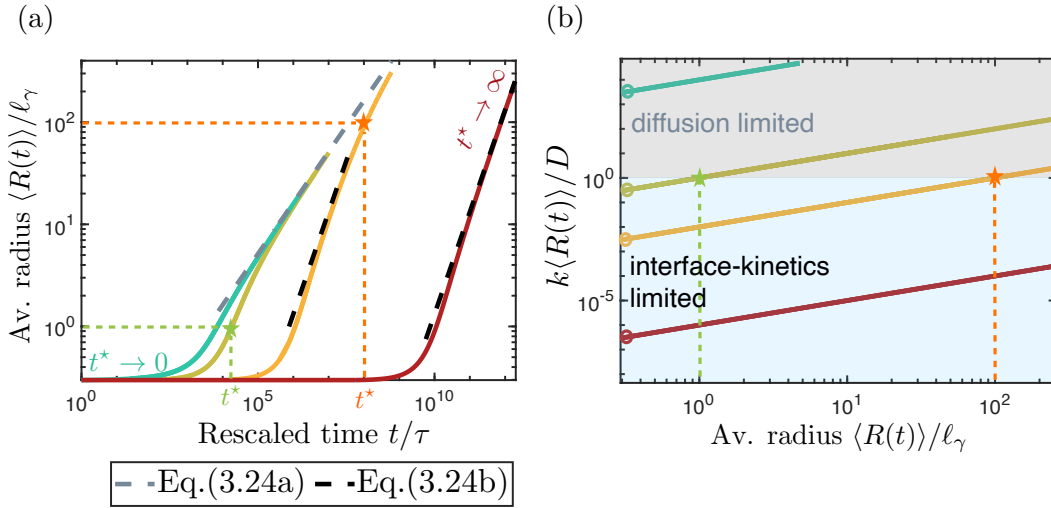 (a)
Av. radius ⟨R(t)⟩/ℓγ
10²
10¹
10⁰
t* → 0
t*
t*
t* → ∞
10⁰
10⁵
10¹⁰
Rescaled time t/τ
Eq.(3.24a)
Eq.(3.24b)
(b)
k⟨R(t)⟩/D
10⁰
10⁻⁵
diffusion limited
interface-kinetics
limited
10⁰
10¹
10²
Av. radius ⟨R(t)⟩/ℓγ